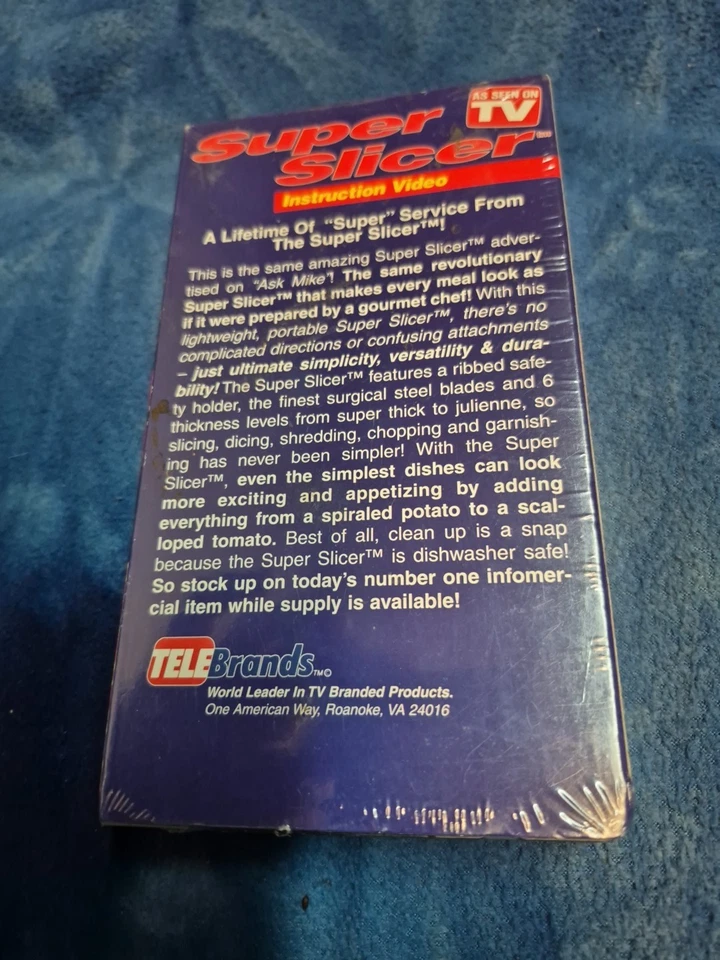 AS SEEN ON
TV
Super
Slicer™
Instruction Video
A Lifetime Of "Super" Service From
The Super Slicer™!
This is the same amazing Super Slicer™ adver-
tised on "Ask Mike"! The same revolutionary
Super Slicer™ that makes every meal look as
if it were prepared by a gourmet chef! With this
lightweight, portable Super Slicer™, there's no
complicated directions or confusing attachments
– just ultimate simplicity, versatility & dura-
bility! The Super Slicer™ features a ribbed safe-
ty holder, the finest surgical steel blades and 6
thickness levels from super thick to julienne, so
slicing, dicing, shredding, chopping and garnish-
ing has never been simpler! With the Super
Slicer™, even the simplest dishes can look
more exciting and appetizing by adding
everything from a spiraled potato to a scal-
loped tomato. Best of all, clean up is a snap
because the Super Slicer™ is dishwasher safe!
So stock up on today's number one infomer-
cial item while supply is available!
TELEBrands™©
World Leader In TV Branded Products.
One American Way, Roanoke, VA 24016